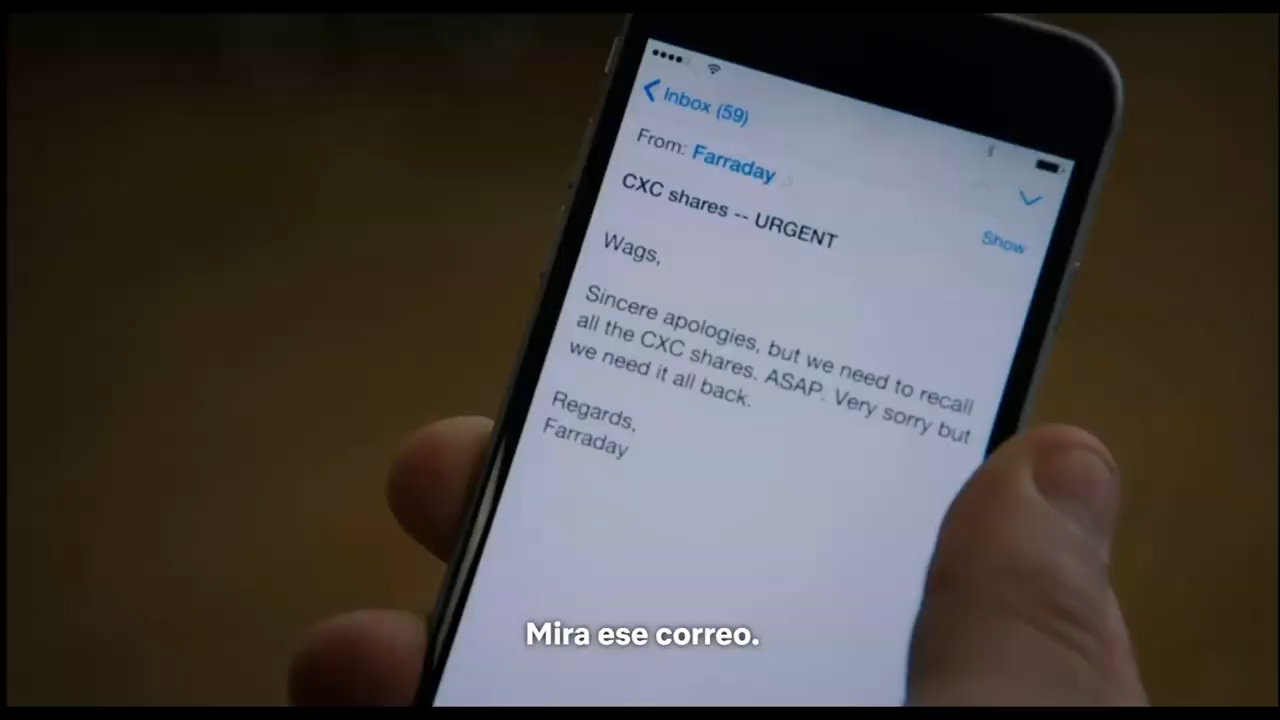 Inbox (59)
From: Farraday
CXC shares -- URGENT
Show
Wags,
Sincere apologies, but we need to recall
all the CXC shares. ASAP. Very sorry but
we need it all back.
Regards,
Farraday
Mira ese correo.